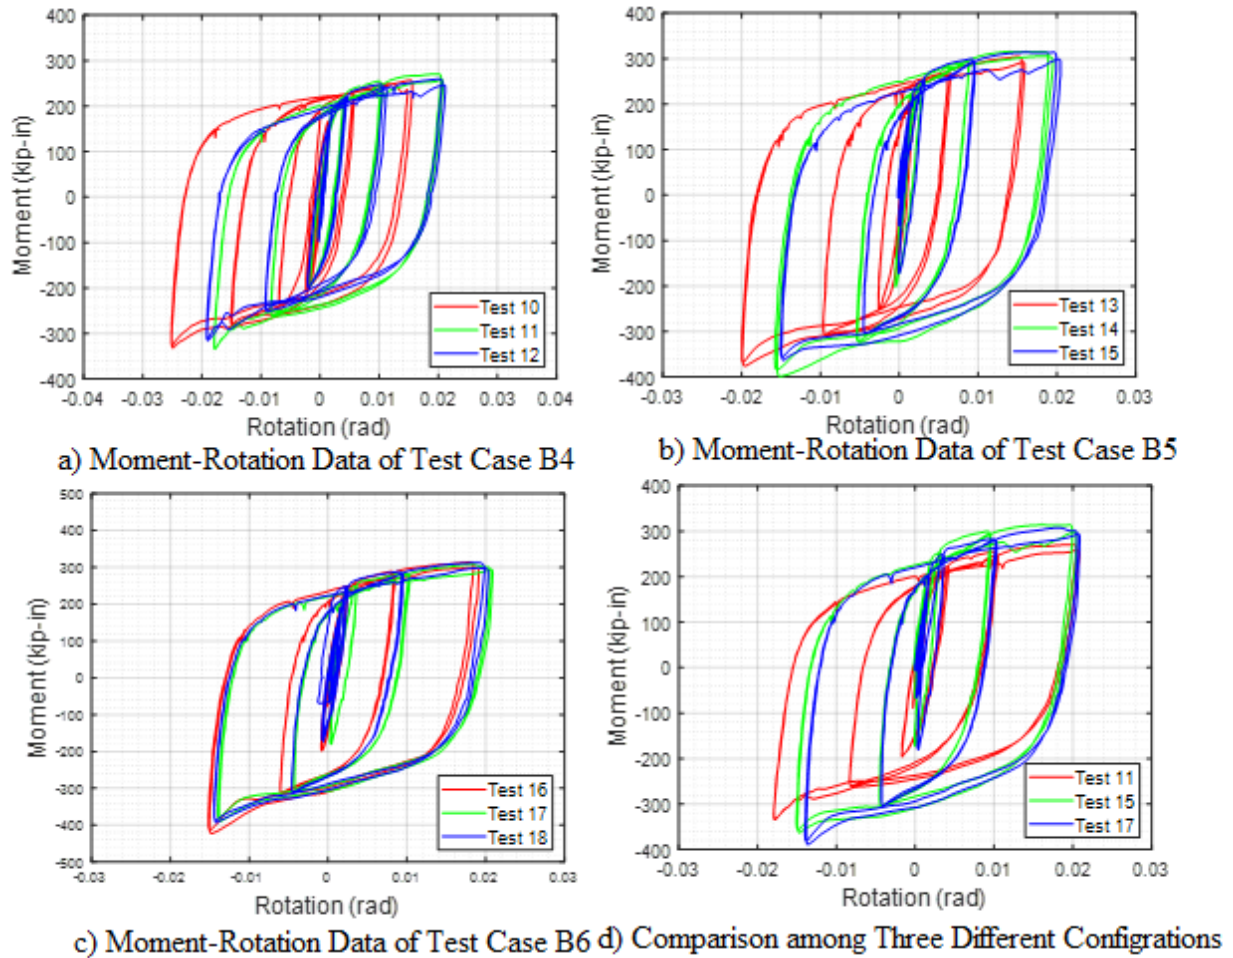 400
300
200
100
0
-100
-200
-300
-400
Moment (kip-in)
-0.04 -0.03 -0.02 -0.01 0 0.01 0.02 0.03 0.04
Rotation (rad)
Test 10
Test 11
Test 12
a) Moment-Rotation Data of Test Case B4
400
300
200
100
0
-100
-200
-300
-400
Moment (kip-in)
-0.03 -0.02 -0.01 0 0.01 0.02 0.03
Rotation (rad)
Test 13
Test 14
Test 15
b) Moment-Rotation Data of Test Case B5
500
400
300
200
100
0
-100
-200
-300
-400
-500
Moment (kip-in)
-0.03 -0.02 -0.01 0 0.01 0.02 0.03
Rotation (rad)
Test 16
Test 17
Test 18
c) Moment-Rotation Data of Test Case B6
400
300
200
100
0
-100
-200
-300
-400
Moment (kip-in)
-0.03 -0.02 -0.01 0 0.01 0.02 0.03
Rotation (rad)
Test 11
Test 15
Test 17
d) Comparison among Three Different Configrations